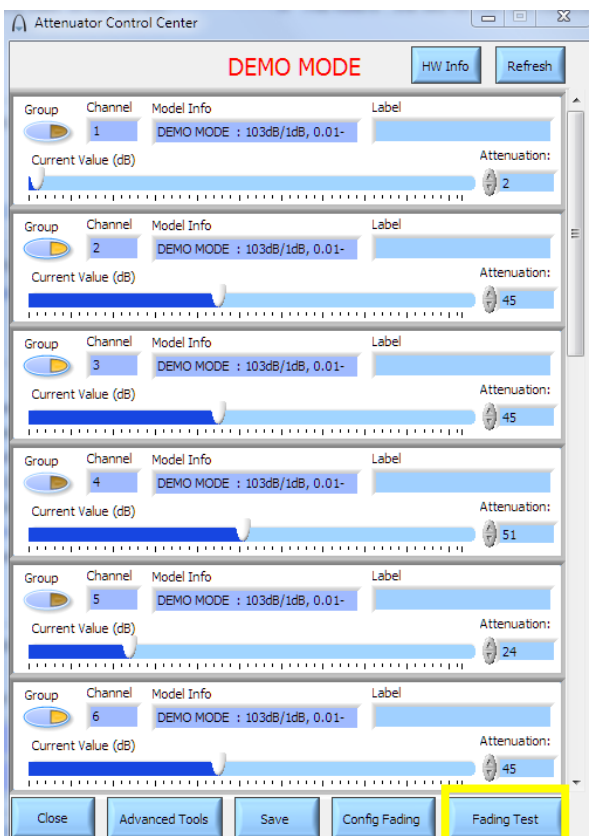 Attenuator Control Center
DEMO MODE HW Info Refresh
Group Channel Model Info Label
1 DEMO MODE : 103dB/1dB, 0.01-
Current Value (dB) Attenuation:
2
Group Channel Model Info Label
2 DEMO MODE : 103dB/1dB, 0.01-
Current Value (dB) Attenuation:
45
Group Channel Model Info Label
3 DEMO MODE : 103dB/1dB, 0.01-
Current Value (dB) Attenuation:
45
Group Channel Model Info Label
4 DEMO MODE : 103dB/1dB, 0.01-
Current Value (dB) Attenuation:
51
Group Channel Model Info Label
5 DEMO MODE : 103dB/1dB, 0.01-
Current Value (dB) Attenuation:
24
Group Channel Model Info Label
6 DEMO MODE : 103dB/1dB, 0.01-
Current Value (dB) Attenuation:
45
Close Advanced Tools Save Config Fading Fading Test